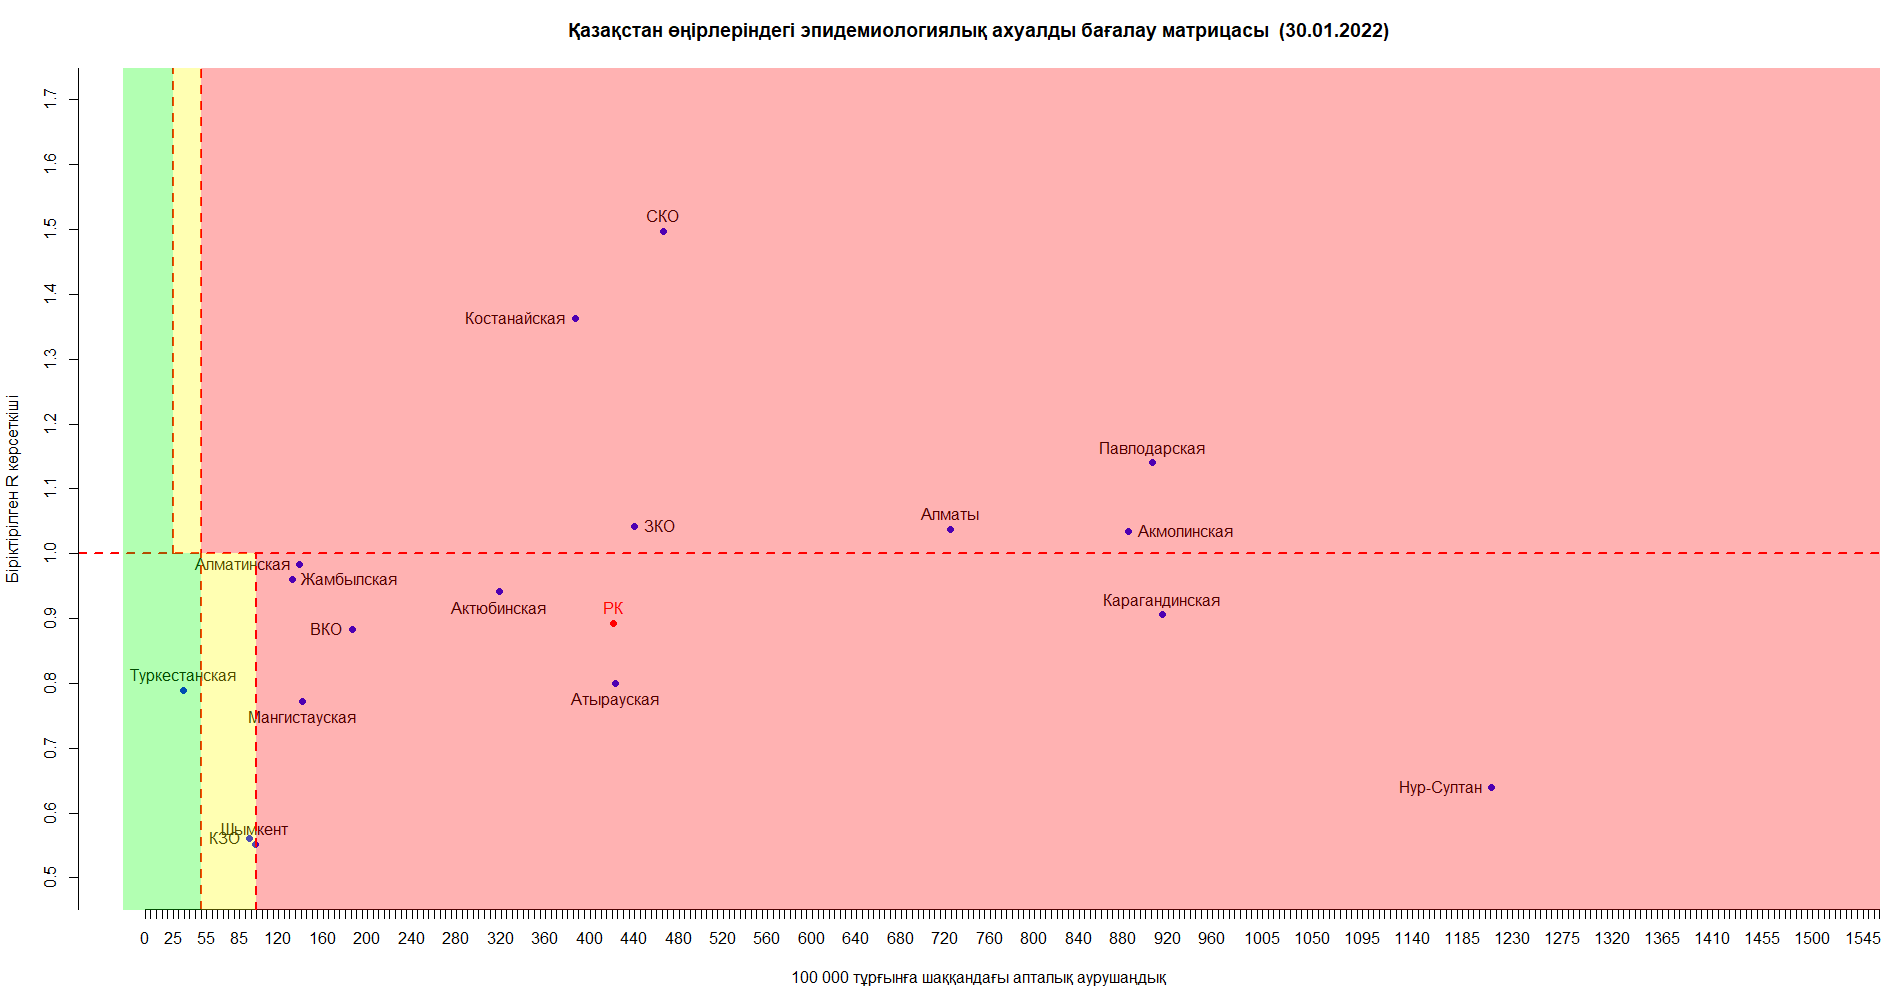 Қазақстан өңірлеріндегі эпидемиологиялық ахуалды бағалау матрицасы (30.01.2022)
Біріктірілген R көрсеткіші
1.7
1.6
1.5
1.4
1.3
1.2
1.1
1.0
0.9
0.8
0.7
0.6
0.5
СКО
Костанайская
Павлодарская
Алматы
ЗКО
Акмолинская
Алматинская
Жамбылская
Карагандинская
Актюбинская
РК
ВКО
Туркестанская
Атырауская
Мангистауская
Нур-Султан
Шымкент
КЗО
0 25 55 85 120 160 200 240 280 320 360 400 440 480 520 560 600 640 680 720 760 800 840 880 920 960 1005 1050 1095 1140 1185 1230 1275 1320 1365 1410 1455 1500 1545
100 000 тұрғынға шаққандағы апталық аурушаңдық